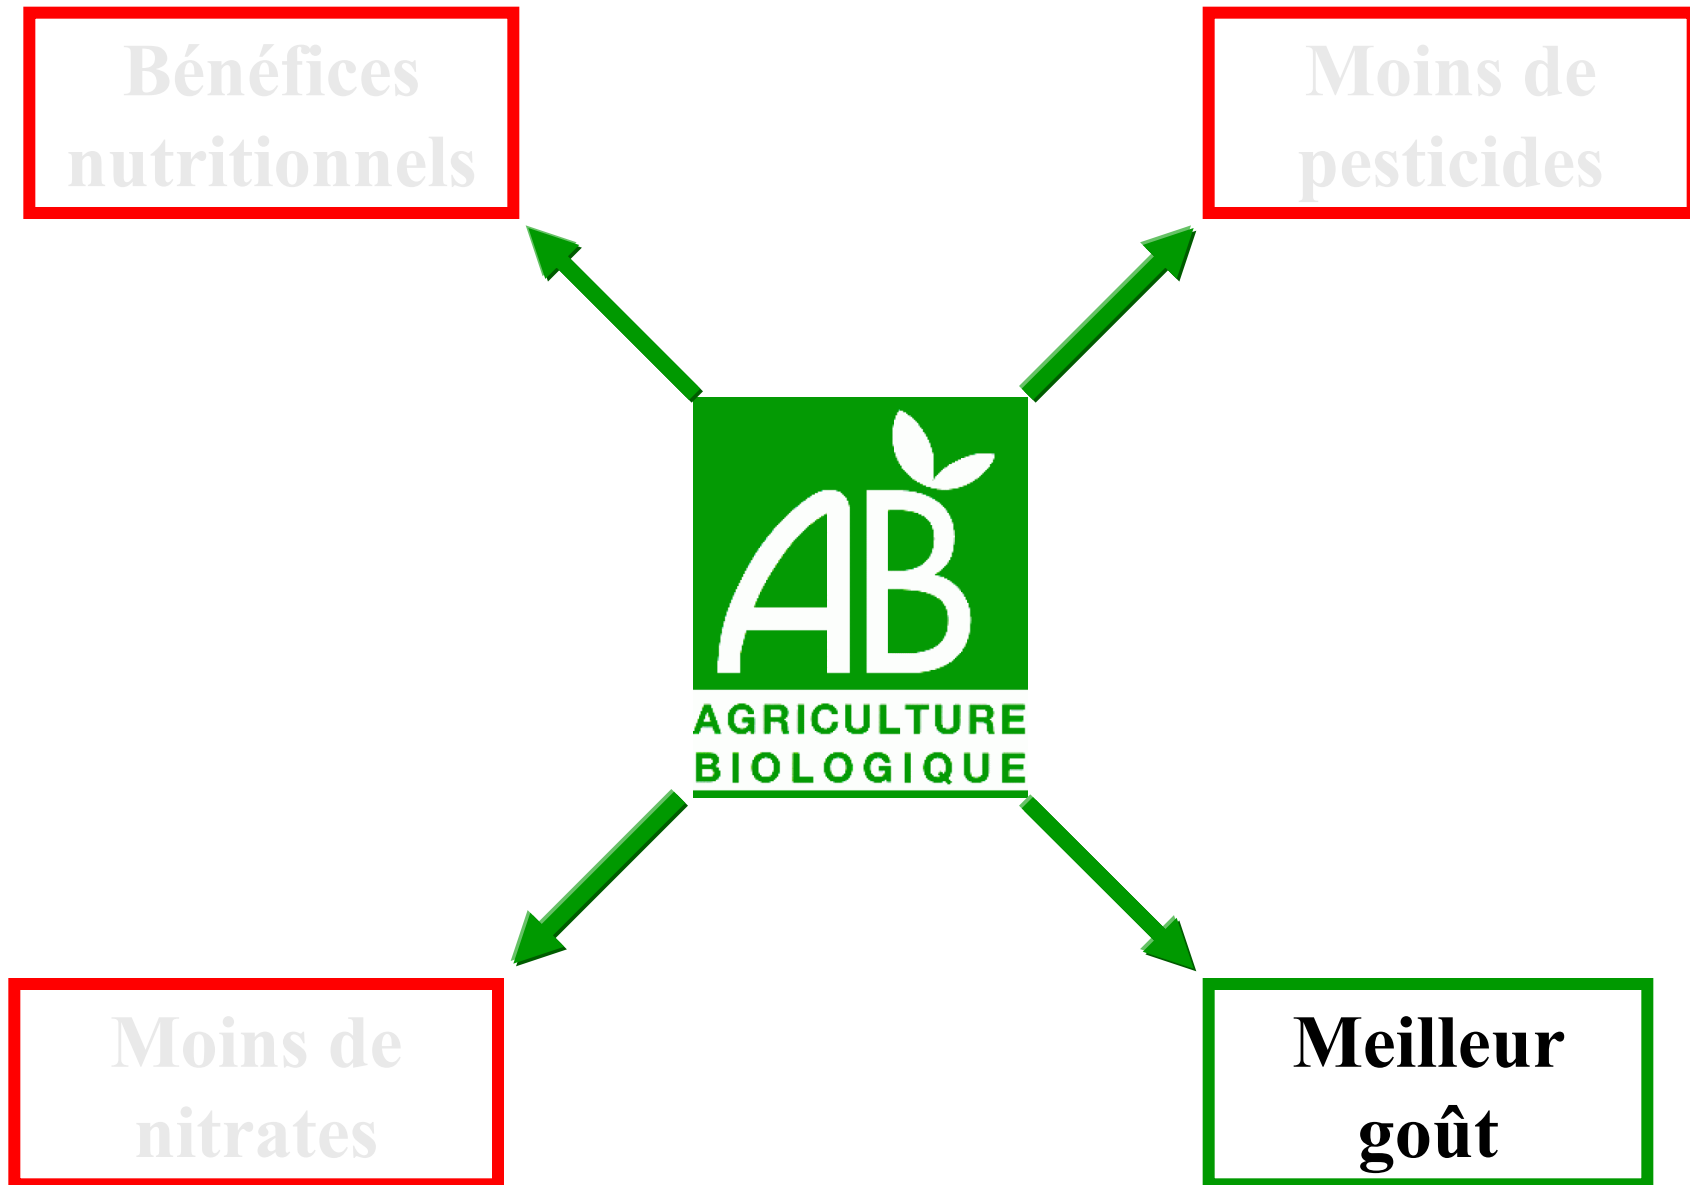 Bénéfices
nutritionnels
Moins de
pesticides
AB
AGRICULTURE
BIOLOGIQUE
Moins de
nitrates
Meilleur
goût